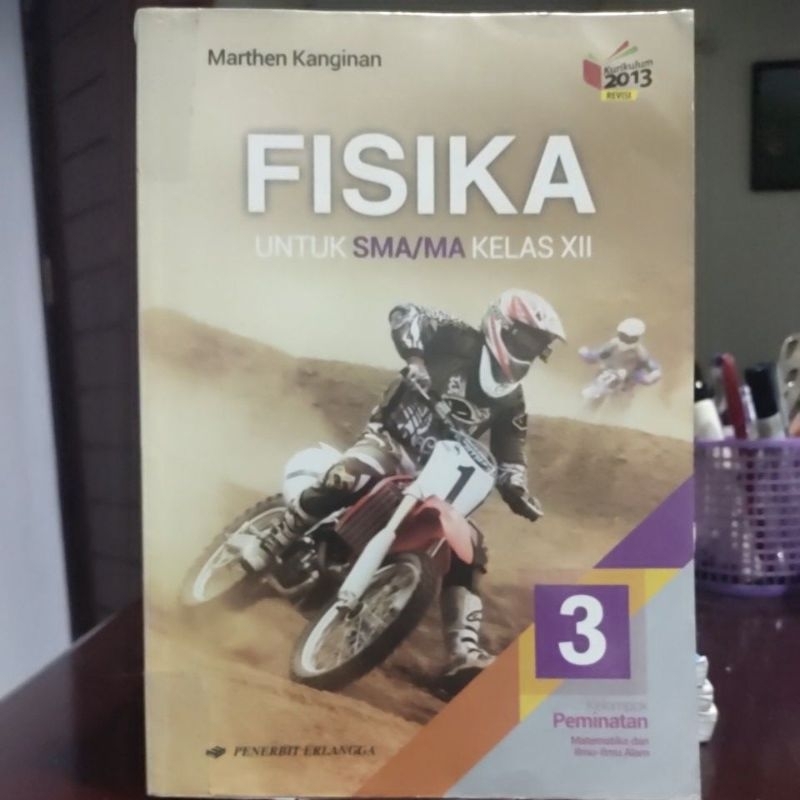 Marthen Kanginan
Kurikulum
2013
REVISI
FISIKA
UNTUK SMA/MA KELAS XII
1
3
Kelompok
Peminatan
Matematika dan
Ilmu-Ilmu Alam
PENERBIT ERLANGGA